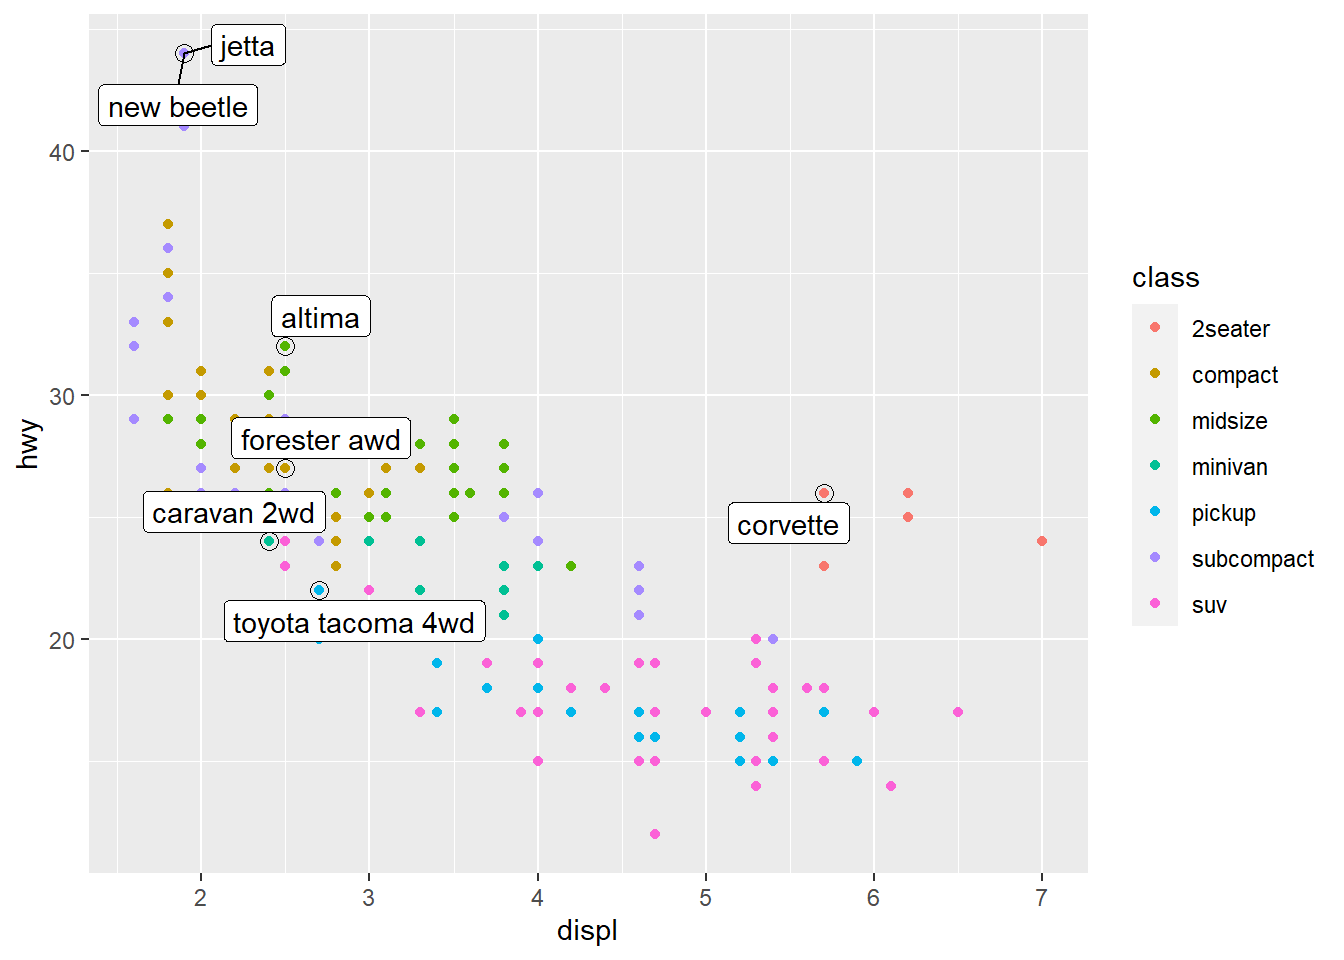 jetta
new beetle
40
altima
30
forester awd
caravan 2wd
corvette
toyota tacoma 4wd
20
hwy
2 3 4 5 6 7
displ
class
2seater
compact
midsize
minivan
pickup
subcompact
suv